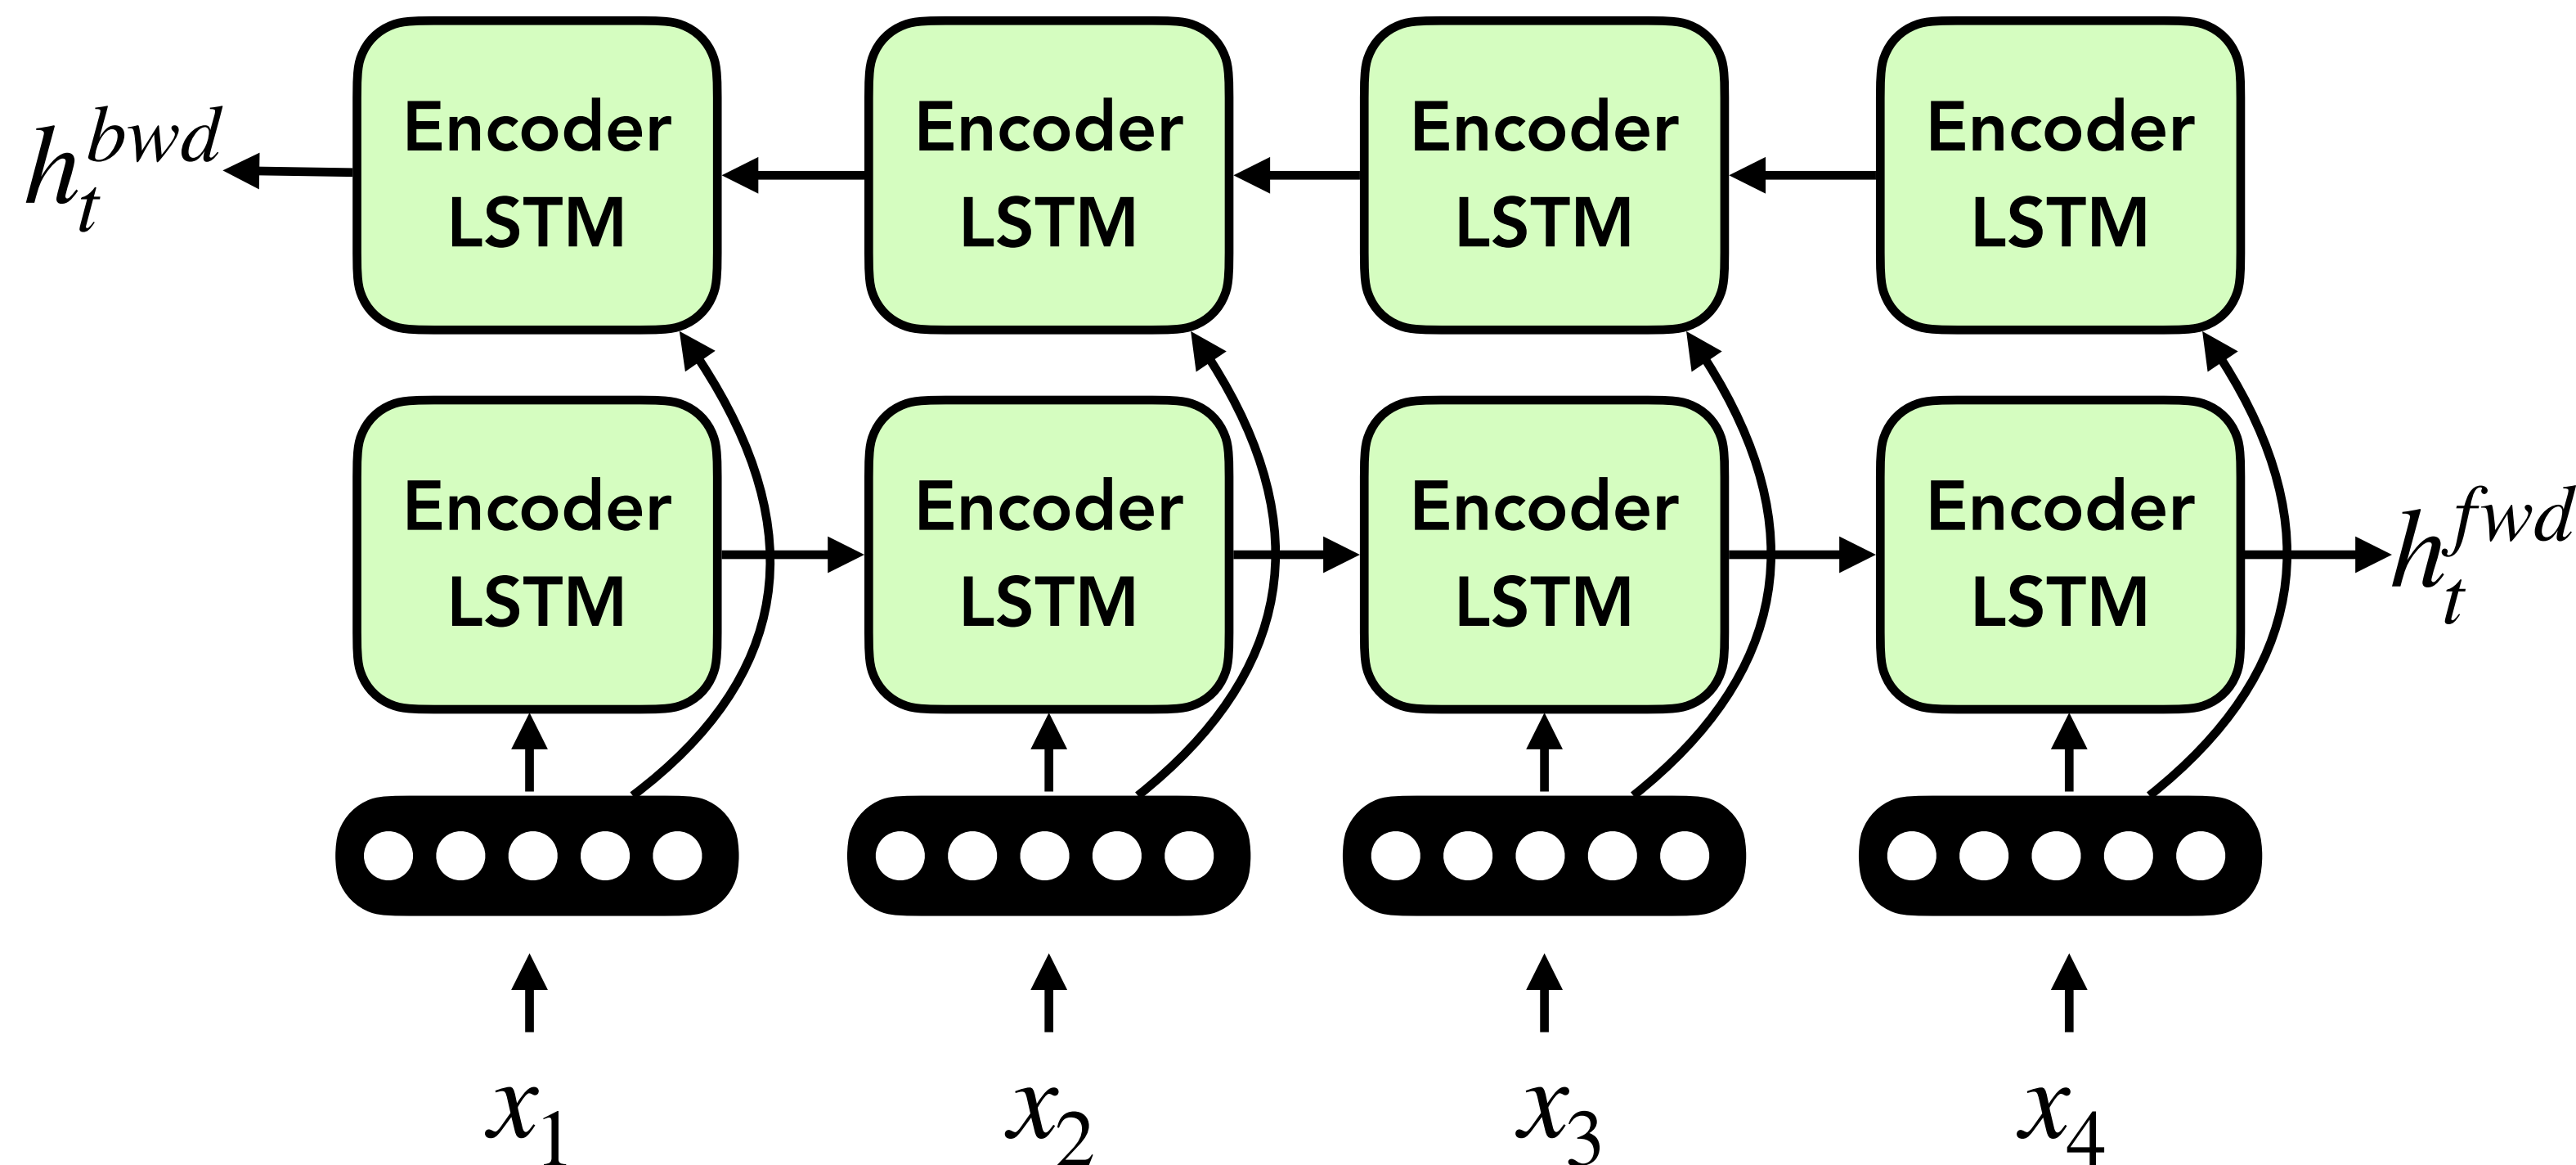 Encoder
LSTM
Encoder
LSTM
Encoder
LSTM
Encoder
LSTM
h_t^{bwd}
Encoder
LSTM
Encoder
LSTM
Encoder
LSTM
Encoder
LSTM
h_t^{fwd}
x_1
x_2
x_3
x_4